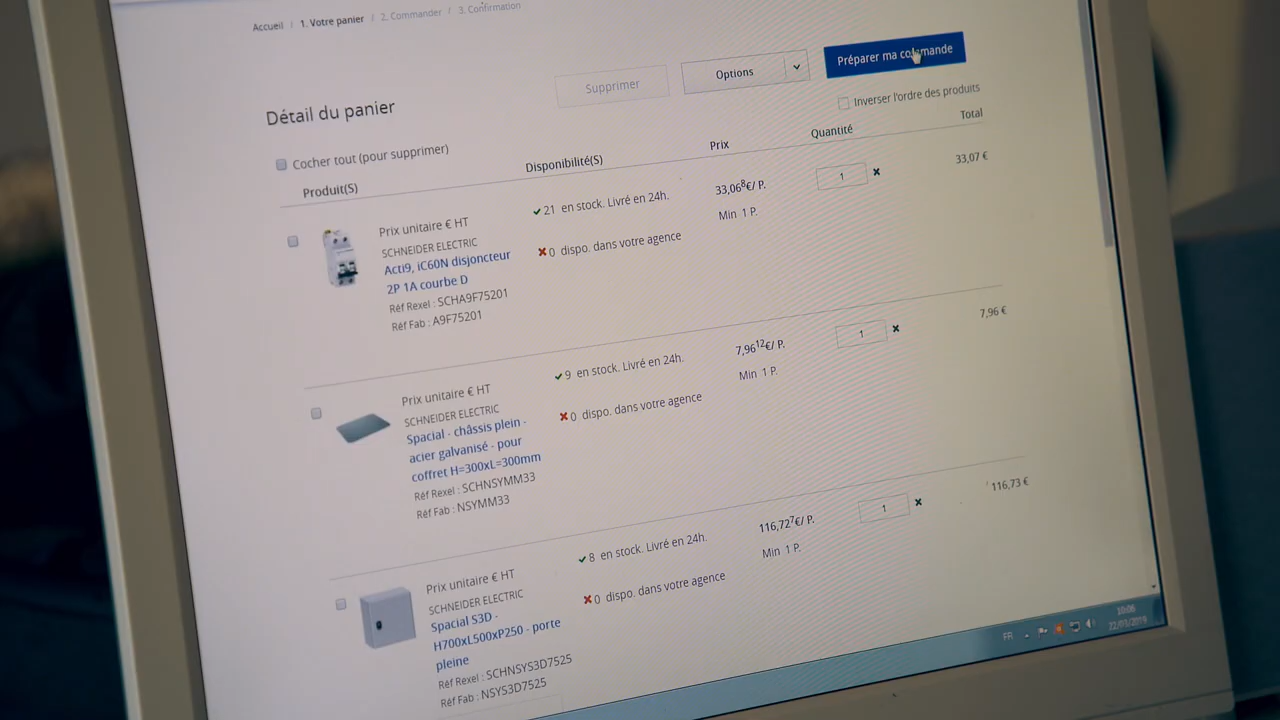 Accueil / 1. Votre panier / 2. Commander / 3. Confirmation
Supprimer
Options
Préparer ma commande
Détail du panier
Inverser l'ordre des produits
Cocher tout (pour supprimer)
Produit(S)
Disponibilité(S)
Prix
Quantité
Total
Prix unitaire € HT
SCHNEIDER ELECTRIC
Acti9, iC60N disjoncteur
2P 1A courbe D
Réf Rexel : SCHA9F75201
Réf Fab : A9F75201
21 en stock. Livré en 24h.
0 dispo. dans votre agence
33,06⁸€/ P.
Min 1 P.
1
33,07 €
Prix unitaire € HT
SCHNEIDER ELECTRIC
Spacial - châssis plein -
acier galvanisé - pour
coffret H=300xL=300mm
Réf Rexel : SCHNSYMM33
Réf Fab : NSYMM33
9 en stock. Livré en 24h.
0 dispo. dans votre agence
7,96¹²€/ P.
Min 1 P.
1
7,96 €
Prix unitaire € HT
SCHNEIDER ELECTRIC
Spacial S3D -
H700xL500xP250 - porte
pleine
Réf Rexel : SCHNSYS3D7525
Réf Fab : NSYS3D7525
8 en stock. Livré en 24h.
0 dispo. dans votre agence
116,72⁷€/ P.
Min 1 P.
1
116,73 €
FR
22/03/2019